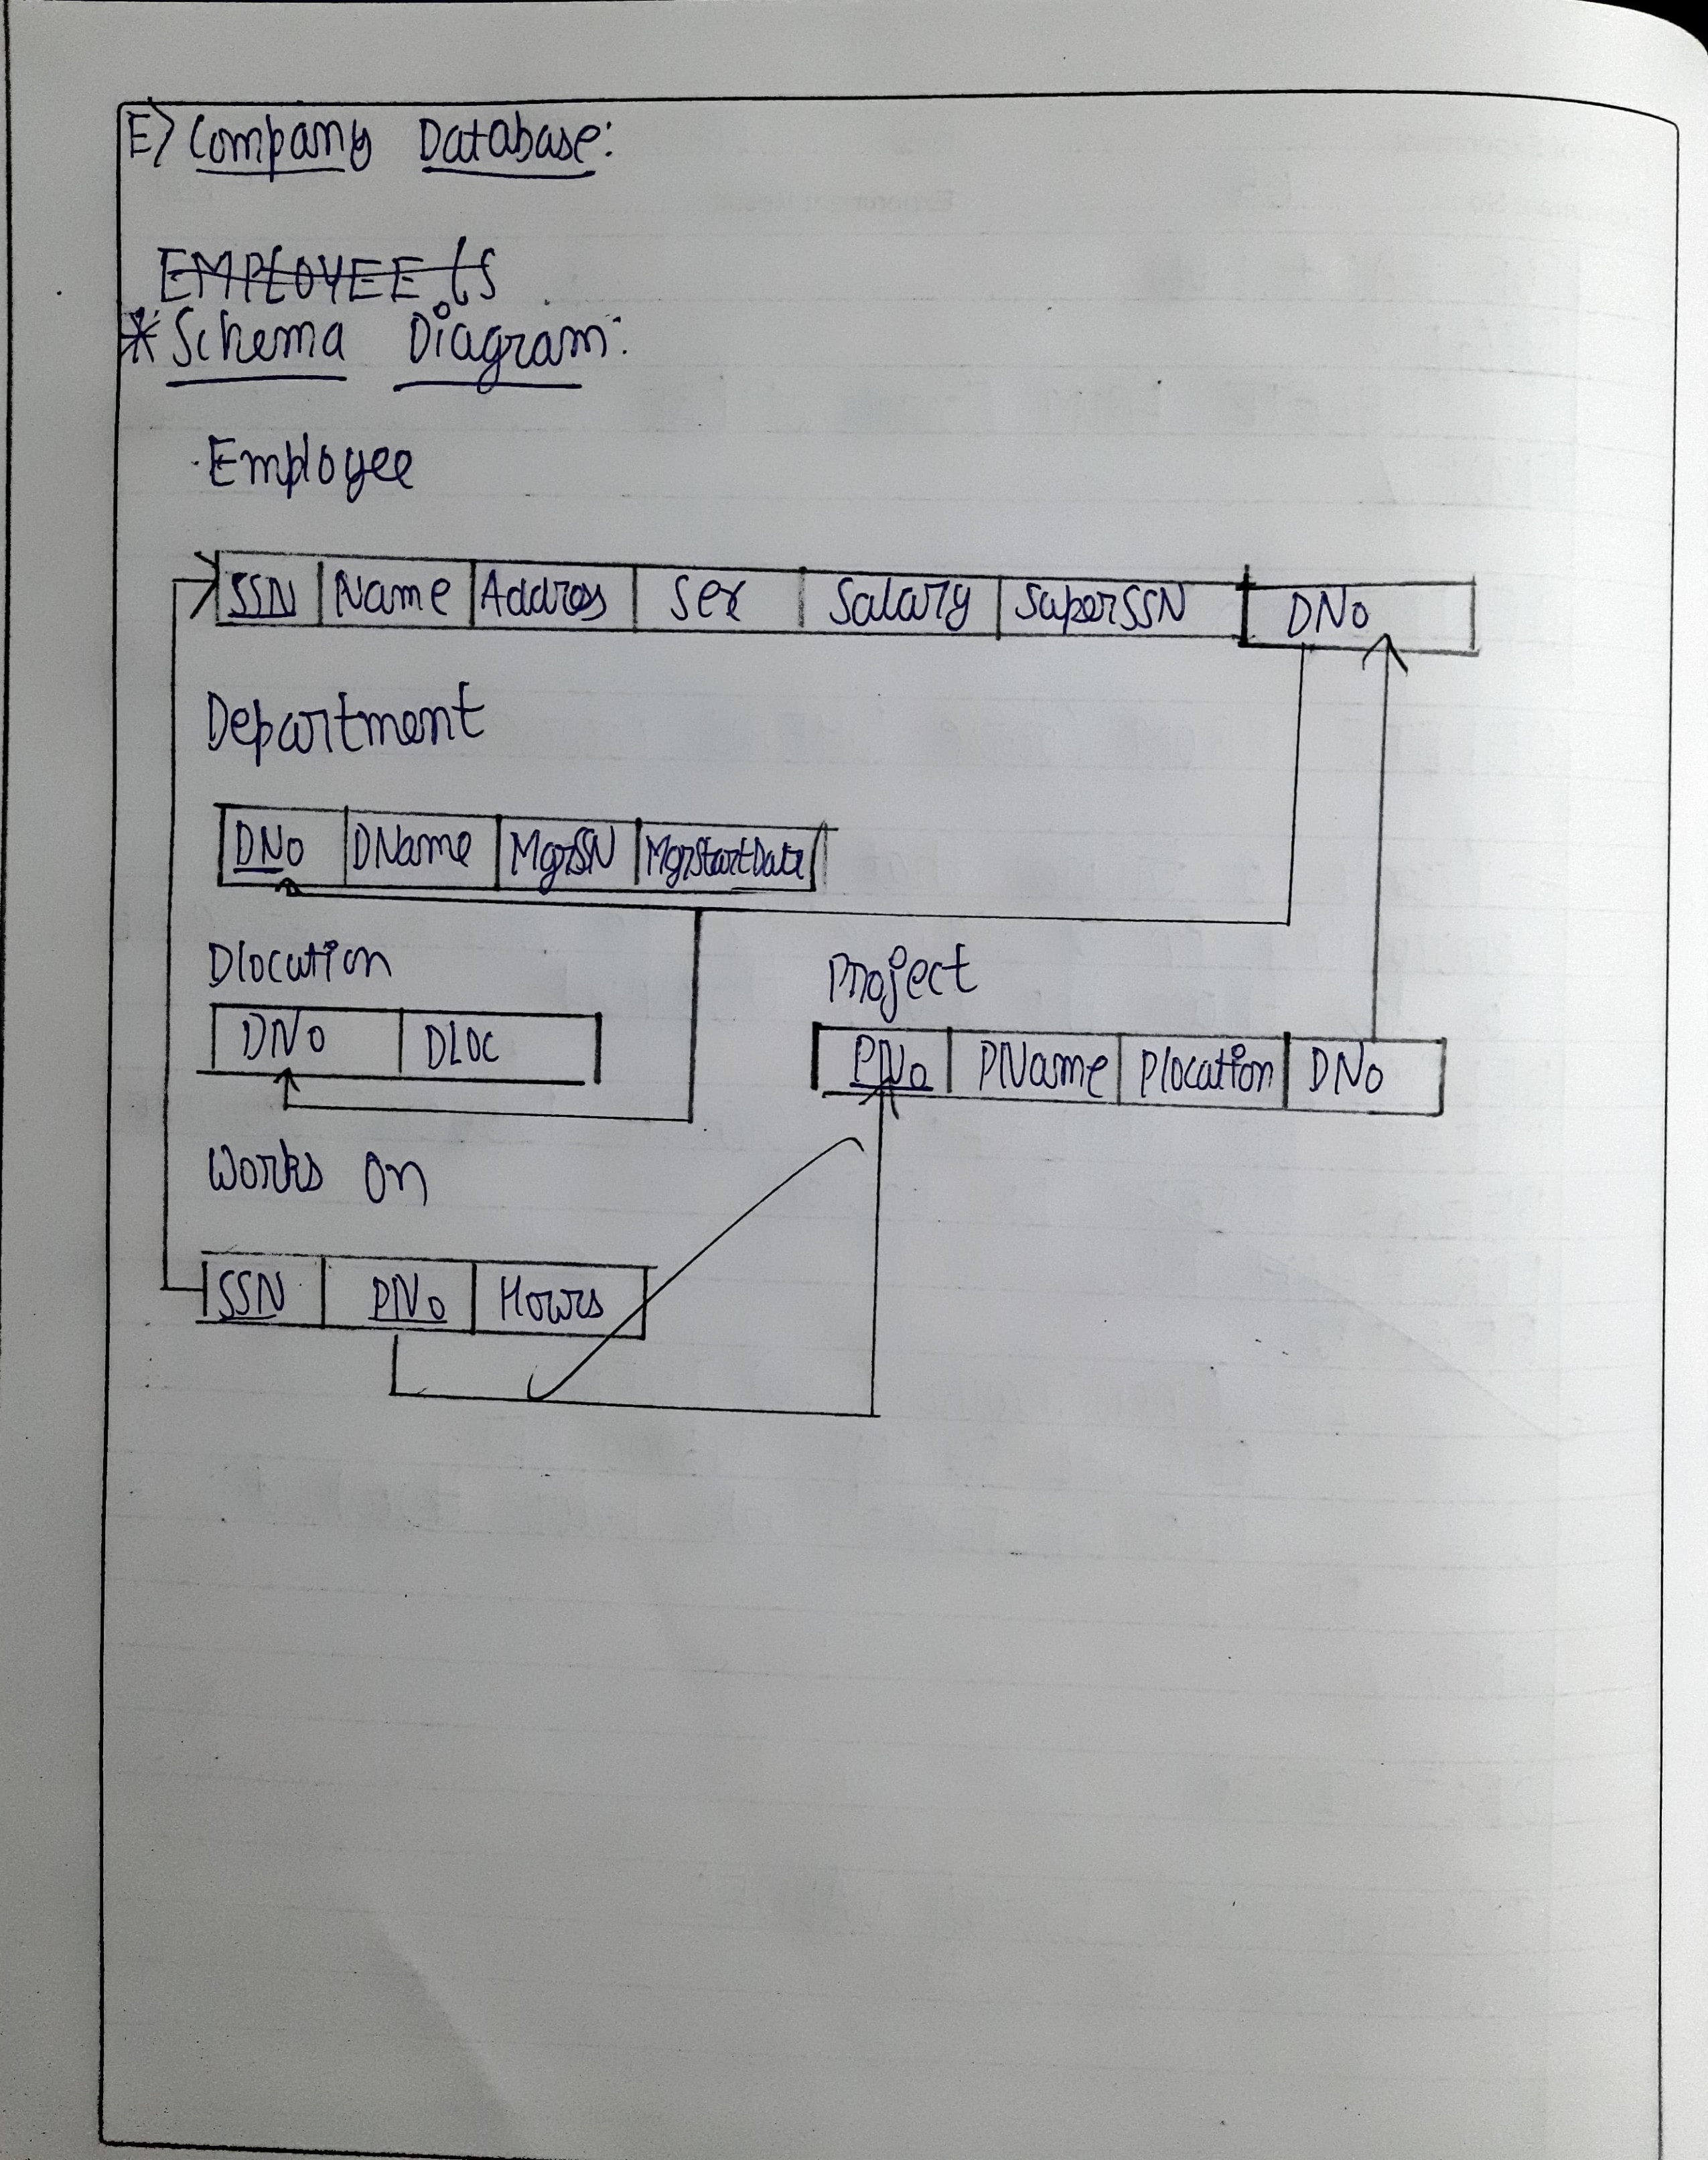 E) Company Database:
EMPLOYEE (S
* Schema Diagram:
Employee
SSN Name Address Sex Salary SuperSSN DNo
Department
DNo DName MgrSSN MgrStartDate
Dlocation
DNo DLOC
Project
PNo PName Plocation DNo
Works on
SSN PNo Hours